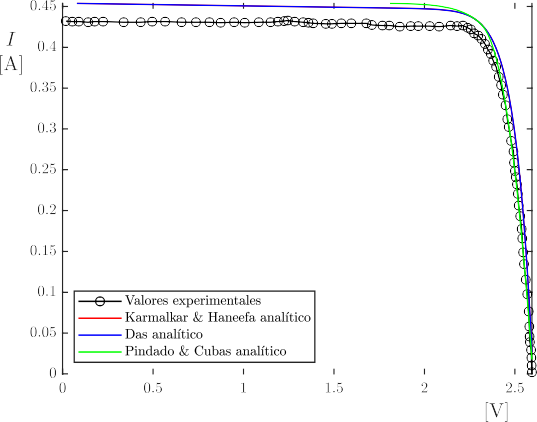 0.45
I
[A]
0.4
0.35
0.3
0.25
0.2
0.15
0.1
0.05
0
Valores experimentales
Karmalkar & Haneefa analítico
Das analítico
Pindado & Cubas analítico
0 0.5 1 1.5 2 2.5
[V]